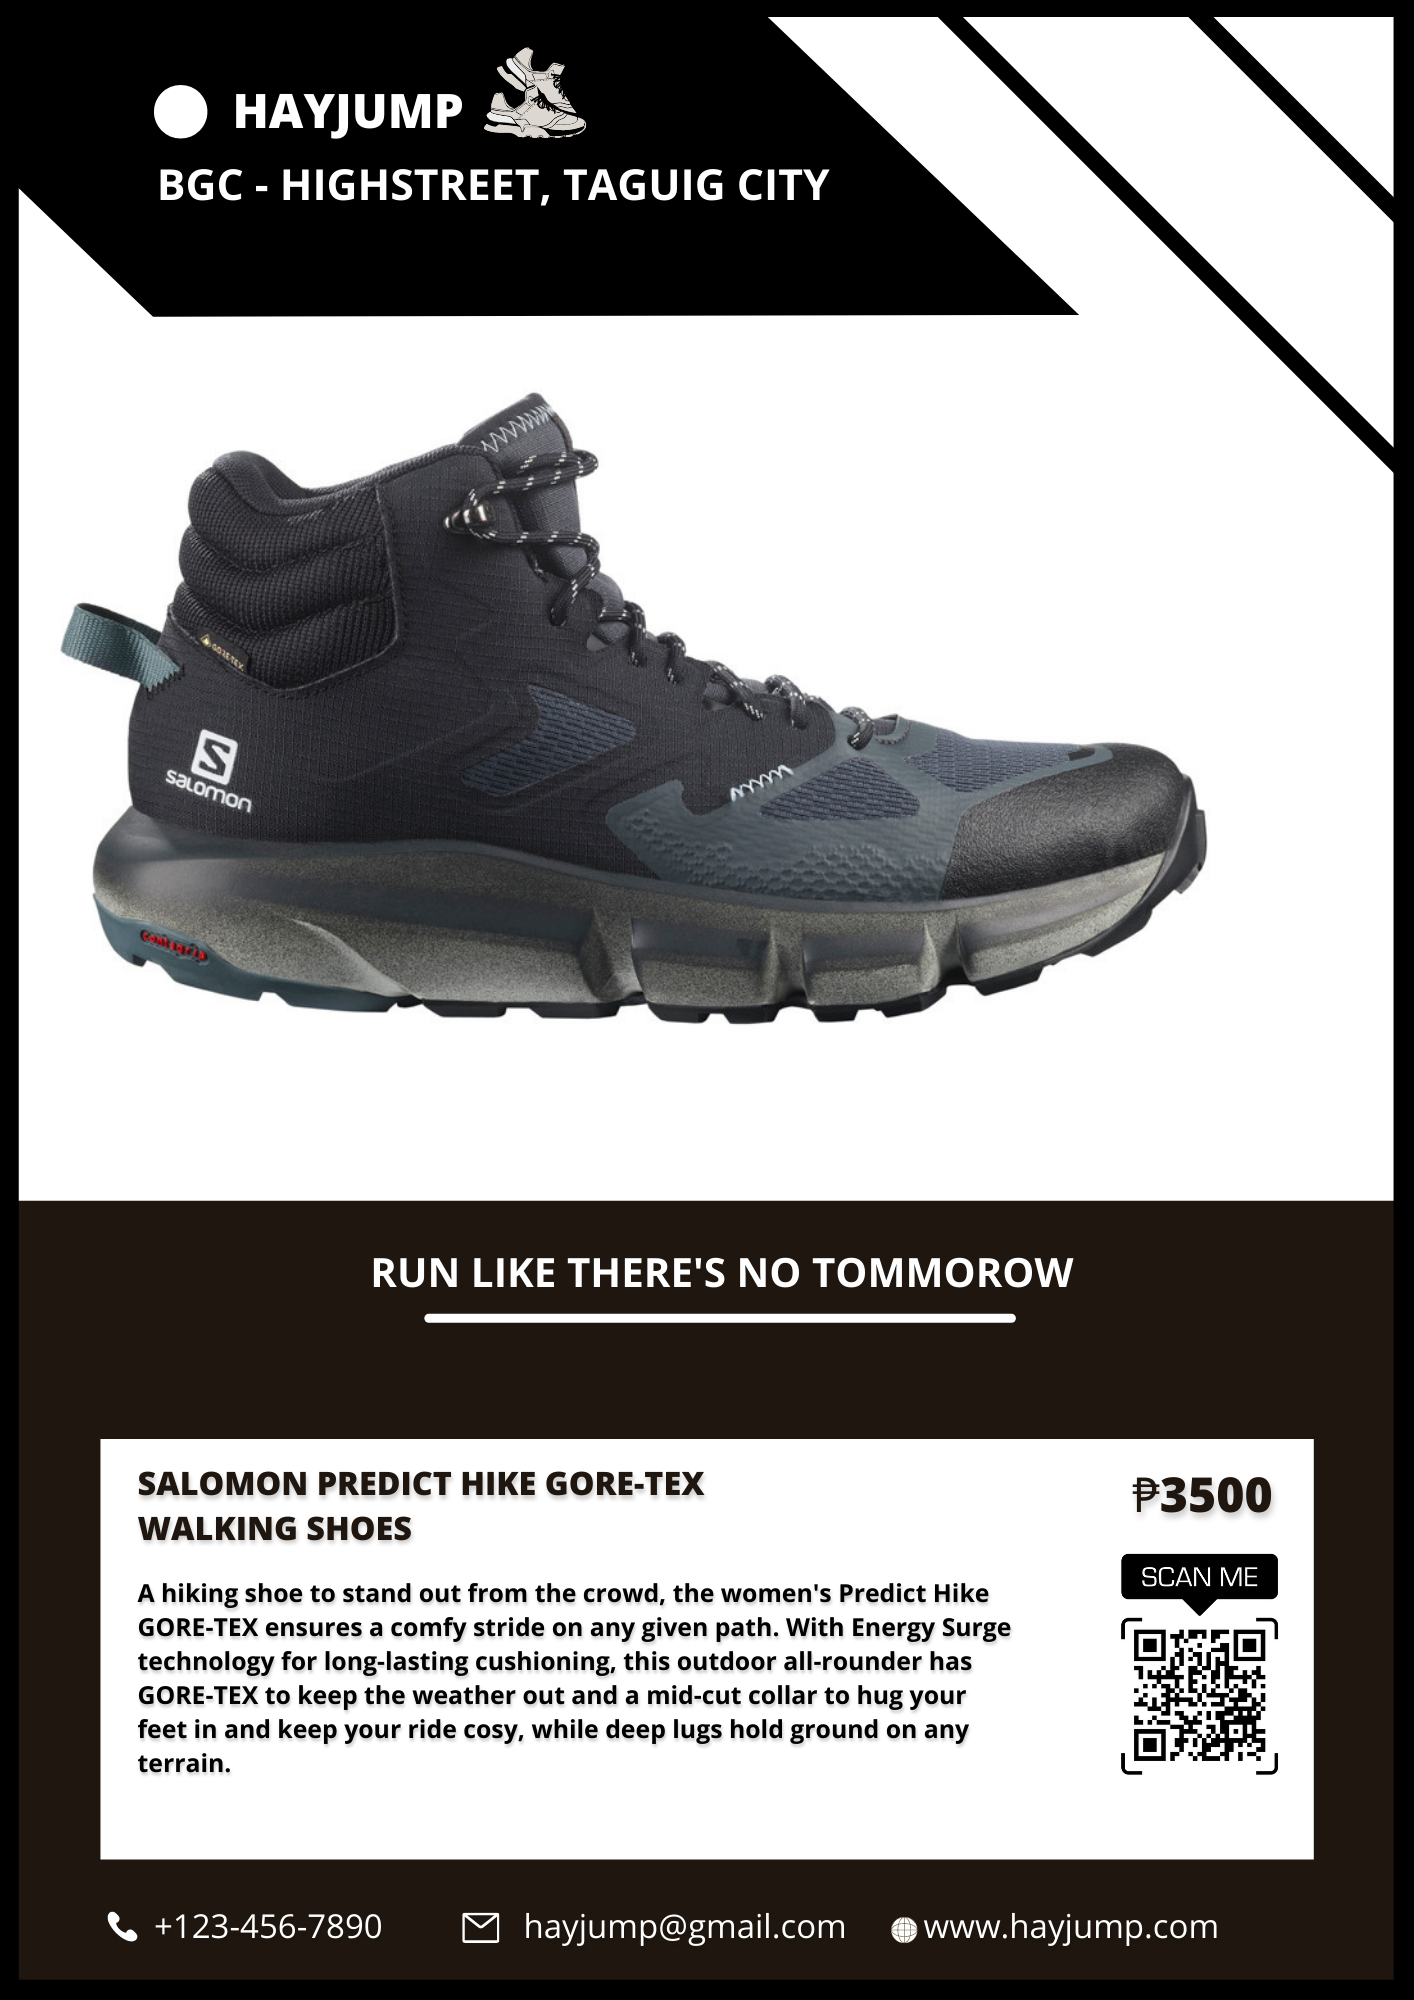 HAYJUMP
BGC - HIGHSTREET, TAGUIG CITY
GORE-TEX
S
salomon
contagrip
RUN LIKE THERE'S NO TOMMOROW
SALOMON PREDICT HIKE GORE-TEX
WALKING SHOES
₱3500
A hiking shoe to stand out from the crowd, the women's Predict Hike
GORE-TEX ensures a comfy stride on any given path. With Energy Surge
technology for long-lasting cushioning, this outdoor all-rounder has
GORE-TEX to keep the weather out and a mid-cut collar to hug your
feet in and keep your ride cosy, while deep lugs hold ground on any
terrain.
SCAN ME
+123-456-7890
hayjump@gmail.com
www.hayjump.com